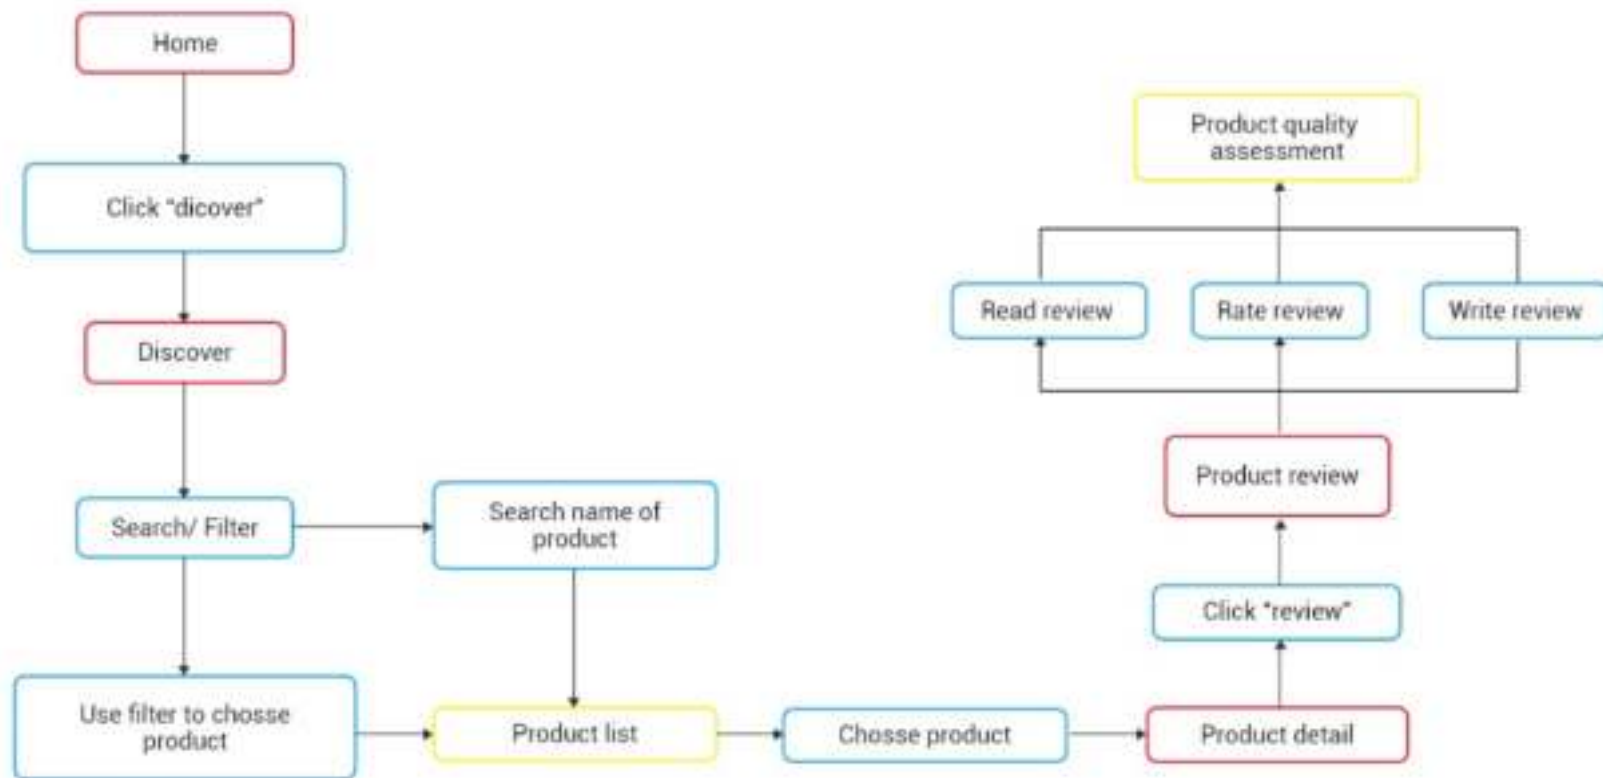 Home
Click "dicover"
Discover
Search/ Filter
Search name of
product
Use filter to chosse
product
Product list
Chosse product
Product detail
Click "review"
Product review
Read review
Rate review
Write review
Product quality
assessment